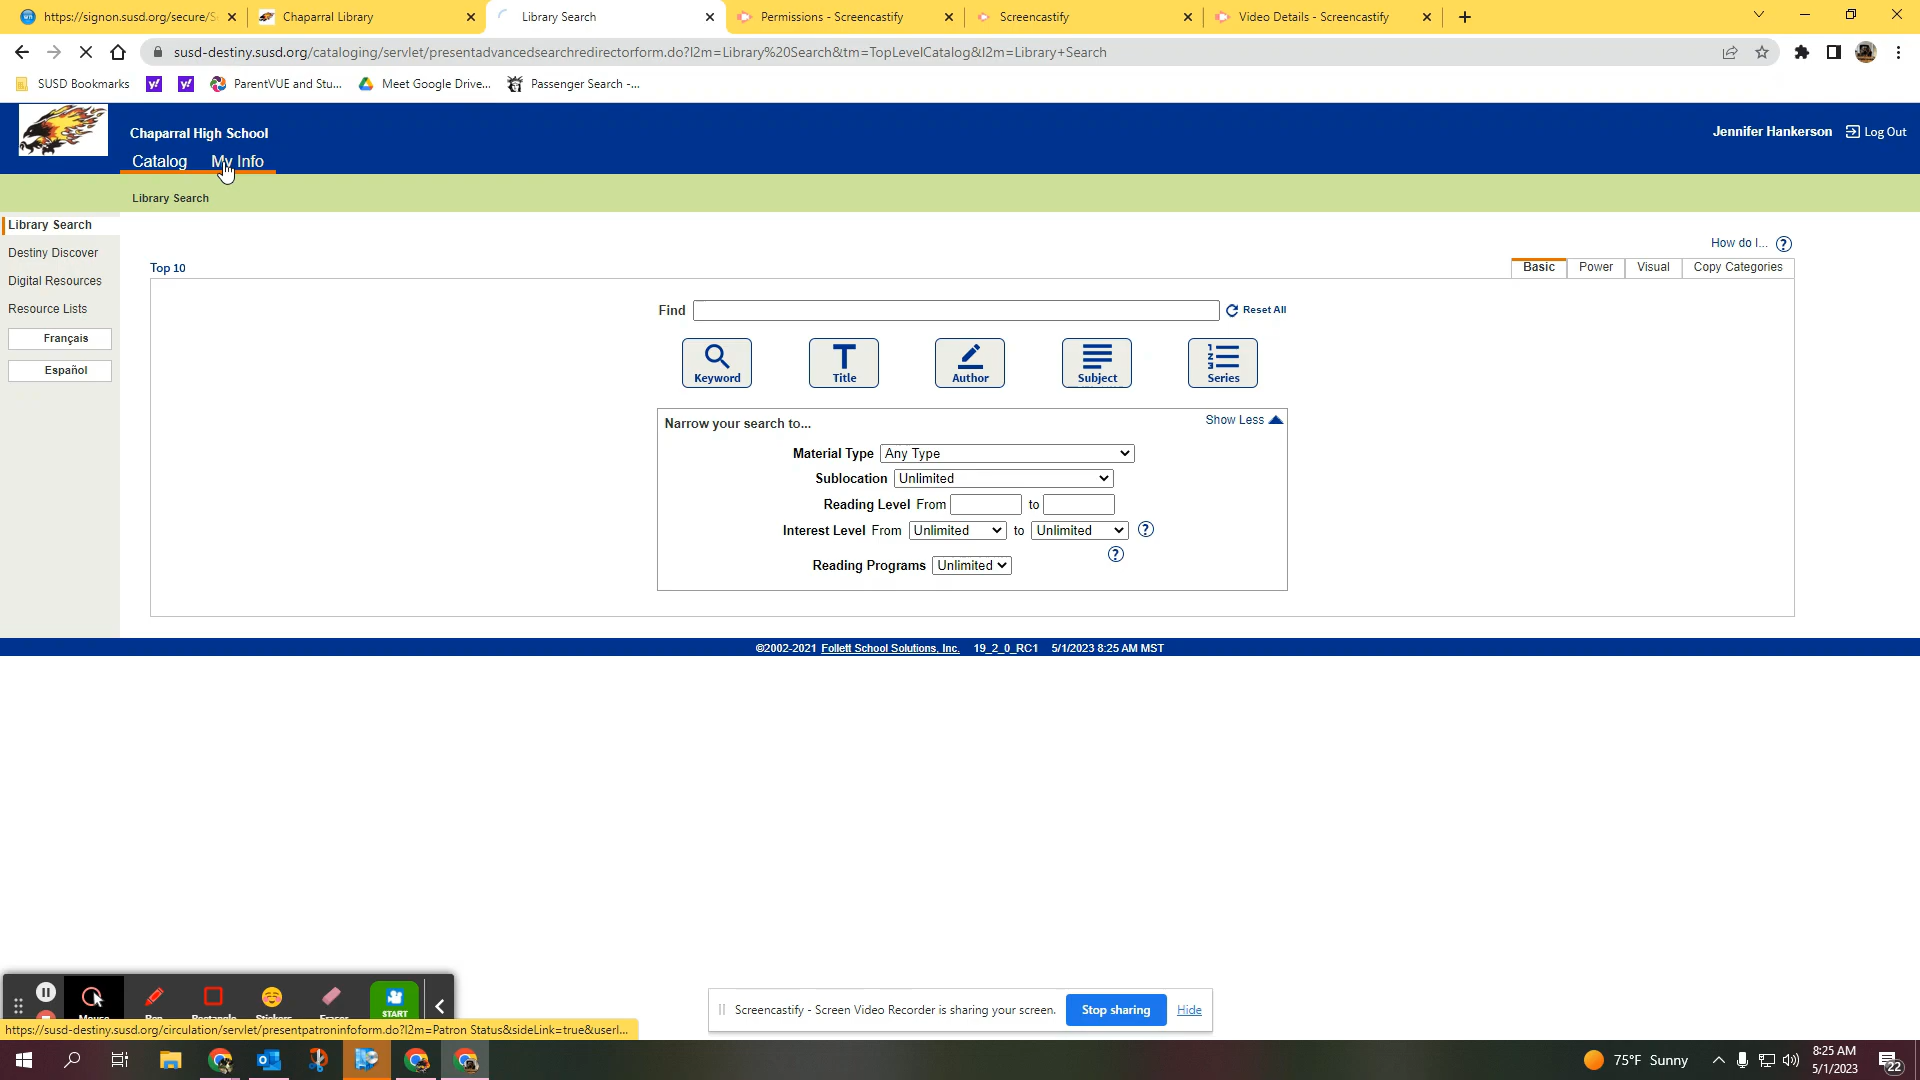 https://signon.susd.org/secure/S
Chaparral Library
Library Search
Permissions - Screencastify
Screencastify
Video Details - Screencastify
susd-destiny.susd.org/cataloging/servlet/presentadvancedsearchredirectorform.do?l2m=Library%20Search&tm=TopLevelCatalog&l2m=Library+Search
SUSD Bookmarks
ParentVUE and Stu...
Meet Google Drive...
Passenger Search -...
Chaparral High School
Jennifer Hankerson
Log Out
Catalog
My Info
Library Search
Library Search
Destiny Discover
Digital Resources
Resource Lists
Français
Español
How do I...
Top 10
Basic
Power
Visual
Copy Categories
Find
Reset All
Keyword
Title
Author
Subject
Series
Narrow your search to...
Show Less
Material Type Any Type
Sublocation Unlimited
Reading Level From to
Interest Level From Unlimited to Unlimited
Reading Programs Unlimited
©2002-2021 Follett School Solutions, Inc. 19_2_0_RC1 5/1/2023 8:25 AM MST
START
Screencastify - Screen Video Recorder is sharing your screen.
Stop sharing
Hide
https://susd-destiny.susd.org/circulation/servlet/presentpatroninfoform.do?l2m=Patron Status&sideLink=true&userI...
75°F Sunny
8:25 AM
5/1/2023
22